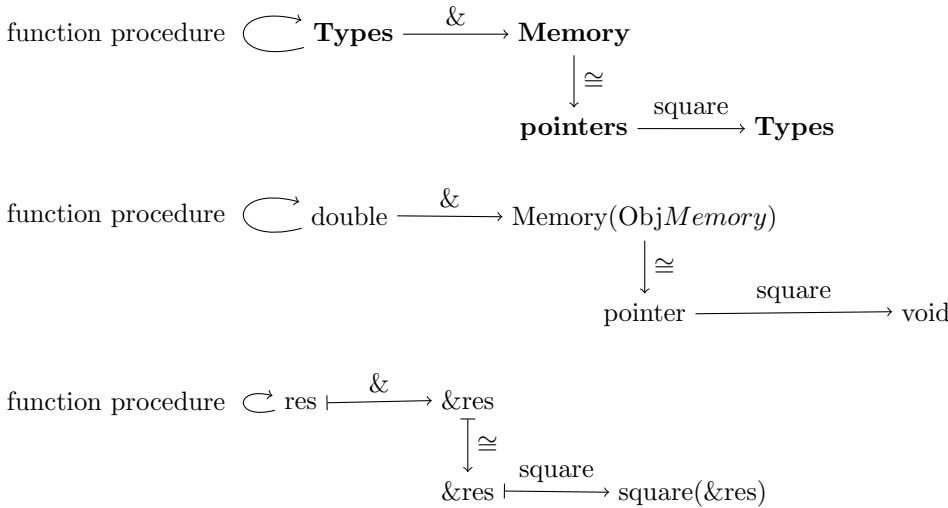 &
function procedure Types Memory
≅
square
pointers Types
&
function procedure double Memory(ObjMemory)
≅
square
pointer void
&
function procedure res &res
≅
square
&res square(&res)